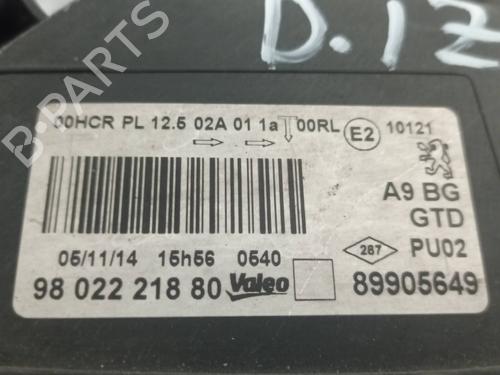 D.IZ
00HCR PL 12.5 02A 01 1a 00RL E2 10121
A9 BG
GTD
287 PU02
05/11/14 15h56 0540
98 022 218 80 Valeo 89905649
B-PARTS